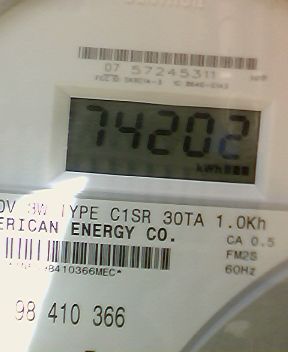 07 57245311
74202
kWh
TYPE C1SR 30TA 1.0Kh
ERICAN ENERGY CO.
CA 0.5
FM2S
60Hz
98410366MEC*
98 410 366